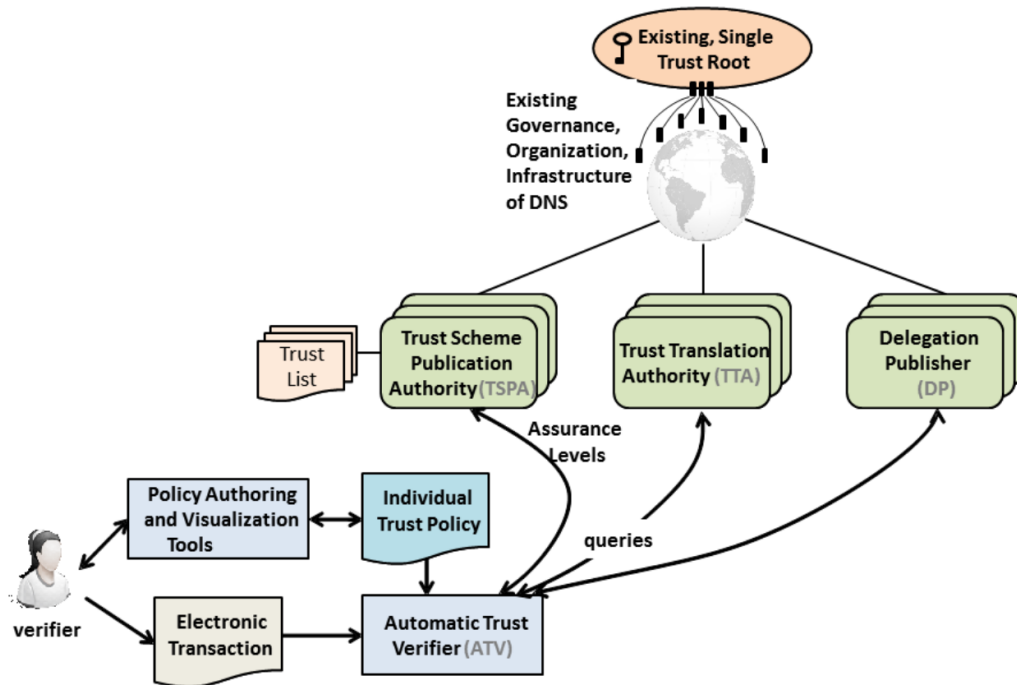 Existing, Single
Trust Root
Existing
Governance,
Organization,
Infrastructure
of DNS
Trust
List
Trust Scheme
Publication
Authority (TSPA)
Trust Translation
Authority (TTA)
Delegation
Publisher
(DP)
Assurance
Levels
Policy Authoring
and Visualization
Tools
Individual
Trust Policy
queries
verifier
Electronic
Transaction
Automatic Trust
Verifier (ATV)